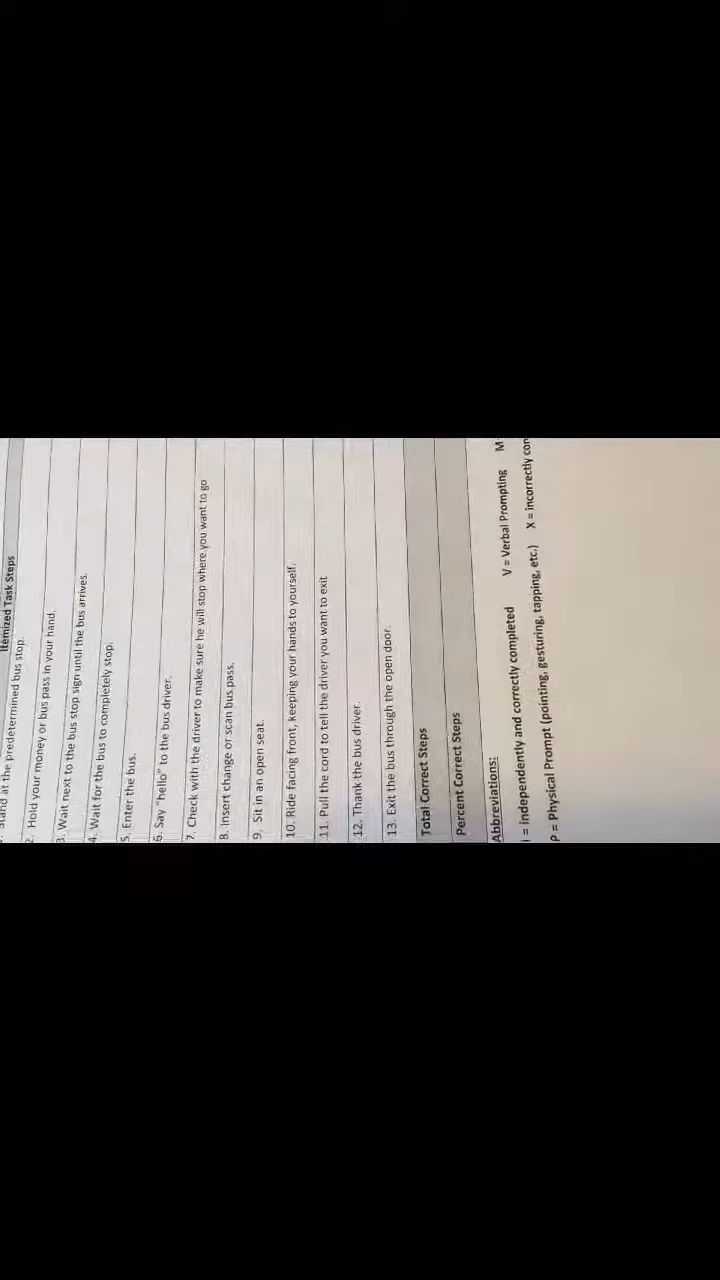 Itemized Task Steps
1. Stand at the predetermined bus stop.
2. Hold your money or bus pass in your hand.
3. Wait next to the bus stop sign until the bus arrives.
4. Wait for the bus to completely stop.
5. Enter the bus.
6. Say "hello" to the bus driver.
7. Check with the driver to make sure he will stop where you want to go
8. Insert change or scan bus pass.
9. Sit in an open seat.
10. Ride facing front, keeping your hands to yourself.
11. Pull the cord to tell the driver you want to exit
12. Thank the bus driver.
13. Exit the bus through the open door.
Total Correct Steps
Percent Correct Steps
Abbreviations:
I = independently and correctly completed V = Verbal Prompting M
P = Physical Prompt (pointing, gesturing, tapping, etc.) X = incorrectly com